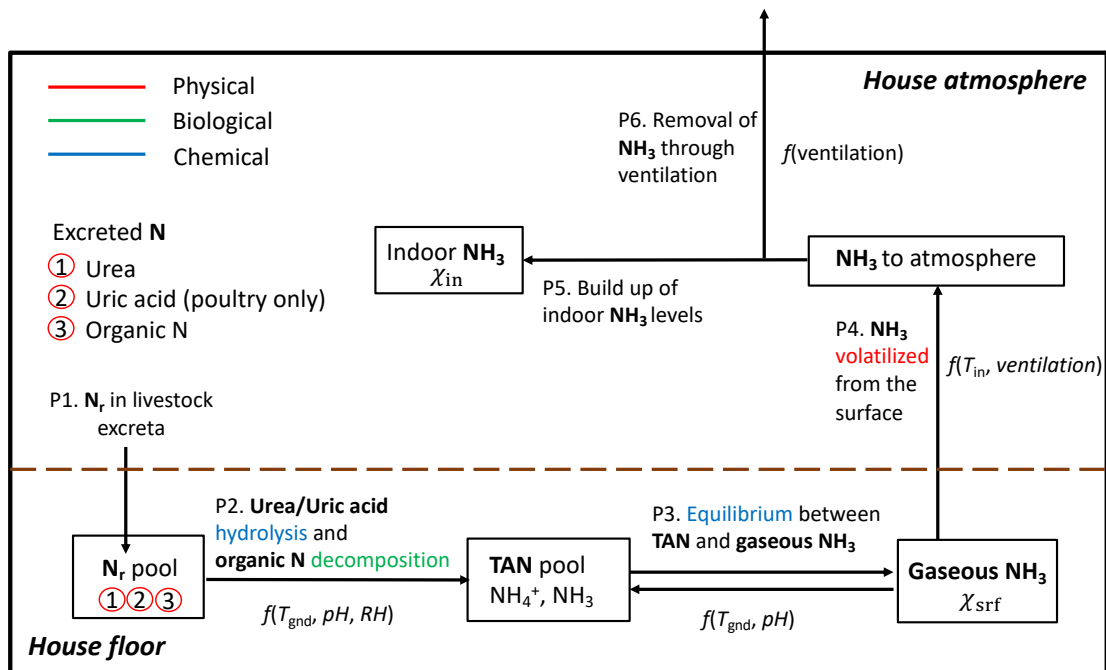 House atmosphere
Physical
Biological
Chemical
Excreted N
1 Urea
2 Uric acid (poultry only)
3 Organic N
P6. Removal of
NH₃ through
ventilation
f(ventilation)
Indoor NH₃
χin
NH₃ to atmosphere
P5. Build up of
indoor NH₃ levels
P4. NH₃
volatilized
from the
surface
f(Tin, ventilation)
P1. Nr in livestock
excreta
P2. Urea/Uric acid
hydrolysis and
organic N decomposition
P3. Equilibrium between
TAN and gaseous NH₃
Nr pool
1 2 3
TAN pool
NH₄⁺, NH₃
Gaseous NH₃
χsrf
f(Tgnd, pH, RH)
f(Tgnd, pH)
House floor